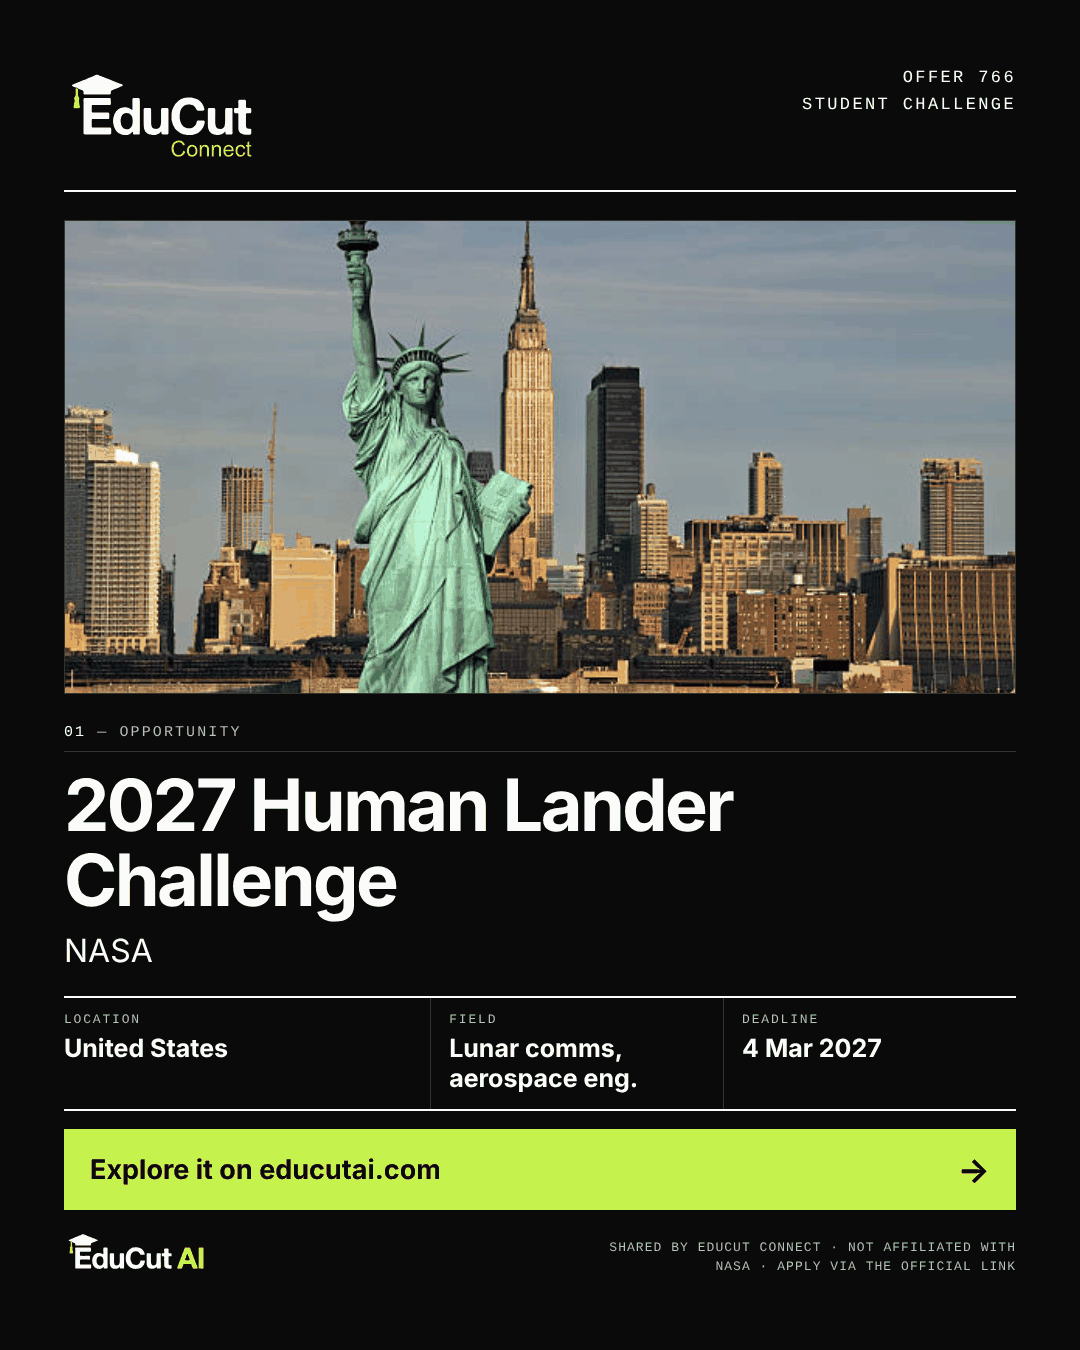 EduCut
Connect
OFFER 766
STUDENT CHALLENGE
01 — OPPORTUNITY
2027 Human Lander
Challenge
NASA
LOCATION
United States
FIELD
Lunar comms,
aerospace eng.
DEADLINE
4 Mar 2027
Explore it on educutai.com →
EduCut AI
SHARED BY EDUCUT CONNECT · NOT AFFILIATED WITH
NASA · APPLY VIA THE OFFICIAL LINK